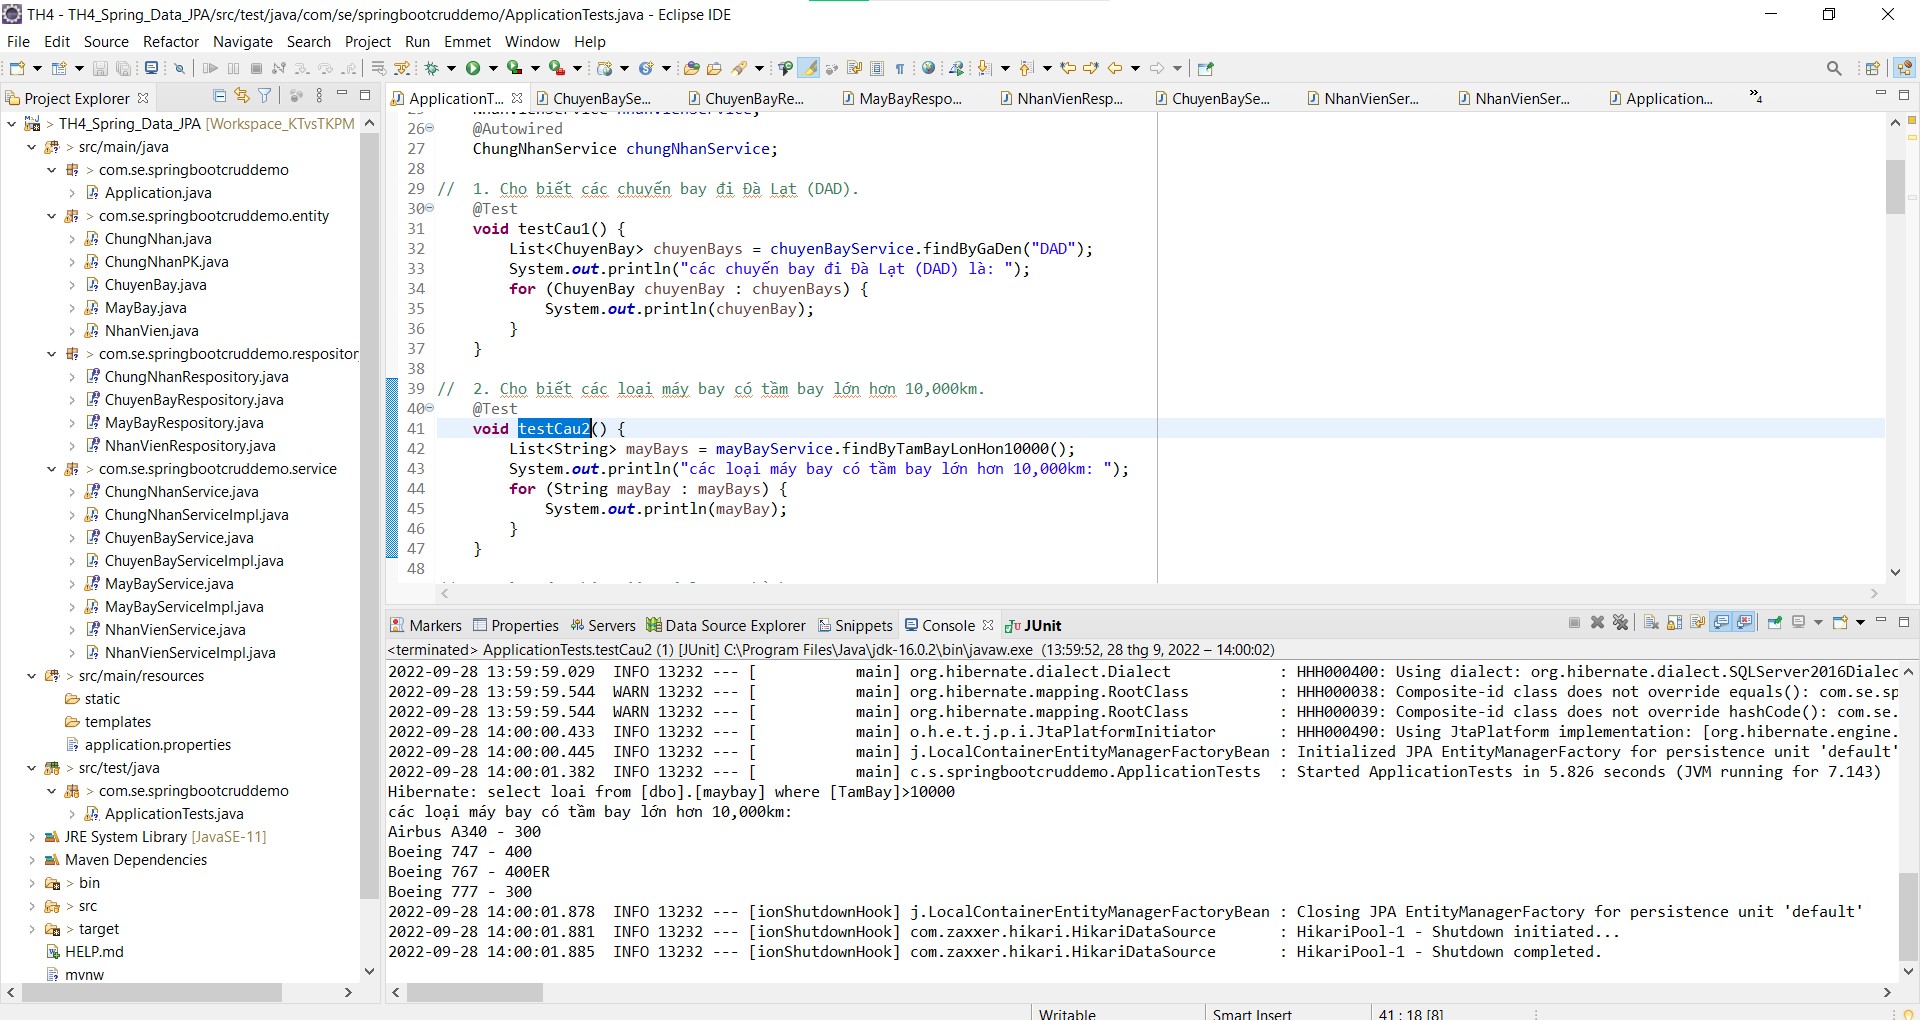 TH4 - TH4_Spring_Data_JPA/src/test/java/com/se/springbootcruddemo/ApplicationTests.java - Eclipse IDE
File Edit Source Refactor Navigate Search Project Run Emmet Window Help
Project Explorer
TH4_Spring_Data_JPA [Workspace_KTvsTKPM
> src/main/java
> com.se.springbootcruddemo
Application.java
> com.se.springbootcruddemo.entity
ChungNhan.java
ChungNhanPK.java
ChuyenBay.java
MayBay.java
NhanVien.java
> com.se.springbootcruddemo.respositor
ChungNhanRespository.java
ChuyenBayRespository.java
MayBayRespository.java
NhanVienRespository.java
> com.se.springbootcruddemo.service
ChungNhanService.java
ChungNhanServiceImpl.java
ChuyenBayService.java
ChuyenBayServiceImpl.java
MayBayService.java
MayBayServiceImpl.java
NhanVienService.java
NhanVienServiceImpl.java
> src/main/resources
static
templates
application.properties
> src/test/java
> com.se.springbootcruddemo
ApplicationTests.java
JRE System Library [JavaSE-11]
Maven Dependencies
> bin
> src
> target
HELP.md
mvnw
ApplicationT... ChuyenBaySe... ChuyenBayRe... MayBayRespo... NhanVienResp... ChuyenBaySe... NhanVienSer... NhanVienSer... Application... »4
26 @Autowired
27 ChungNhanService chungNhanService;
28
29 // 1. Cho biết các chuyến bay đi Đà Lạt (DAD).
30 @Test
31 void testCau1() {
32 List<ChuyenBay> chuyenBays = chuyenBayService.findByGaDen("DAD");
33 System.out.println("các chuyến bay đi Đà Lạt (DAD) là: ");
34 for (ChuyenBay chuyenBay : chuyenBays) {
35 System.out.println(chuyenBay);
36 }
37 }
38
39 // 2. Cho biết các loại máy bay có tầm bay lớn hơn 10,000km.
40 @Test
41 void testCau2() {
42 List<String> mayBays = mayBayService.findByTamBayLonHon10000();
43 System.out.println("các loại máy bay có tầm bay lớn hơn 10,000km: ");
44 for (String mayBay : mayBays) {
45 System.out.println(mayBay);
46 }
47 }
48
Markers Properties Servers Data Source Explorer Snippets Console JUnit
<terminated> ApplicationTests.testCau2 (1) [JUnit] C:\Program Files\Java\jdk-16.0.2\bin\javaw.exe (13:59:52, 28 thg 9, 2022 – 14:00:02)
2022-09-28 13:59:59.029 INFO 13232 --- [ main] org.hibernate.dialect.Dialect : HHH000400: Using dialect: org.hibernate.dialect.SQLServer2016Dialec
2022-09-28 13:59:59.544 WARN 13232 --- [ main] org.hibernate.mapping.RootClass : HHH000038: Composite-id class does not override equals(): com.se.sp
2022-09-28 13:59:59.544 WARN 13232 --- [ main] org.hibernate.mapping.RootClass : HHH000039: Composite-id class does not override hashCode(): com.se.
2022-09-28 14:00:00.433 INFO 13232 --- [ main] o.h.e.t.j.p.i.JtaPlatformInitiator : HHH000490: Using JtaPlatform implementation: [org.hibernate.engine.
2022-09-28 14:00:00.445 INFO 13232 --- [ main] j.LocalContainerEntityManagerFactoryBean : Initialized JPA EntityManagerFactory for persistence unit 'default'
2022-09-28 14:00:01.382 INFO 13232 --- [ main] c.s.springbootcruddemo.ApplicationTests : Started ApplicationTests in 5.826 seconds (JVM running for 7.143)
Hibernate: select loai from [dbo].[maybay] where [TamBay]>10000
các loại máy bay có tầm bay lớn hơn 10,000km:
Airbus A340 - 300
Boeing 747 - 400
Boeing 767 - 400ER
Boeing 777 - 300
2022-09-28 14:00:01.878 INFO 13232 --- [ionShutdownHook] j.LocalContainerEntityManagerFactoryBean : Closing JPA EntityManagerFactory for persistence unit 'default'
2022-09-28 14:00:01.881 INFO 13232 --- [ionShutdownHook] com.zaxxer.hikari.HikariDataSource : HikariPool-1 - Shutdown initiated...
2022-09-28 14:00:01.885 INFO 13232 --- [ionShutdownHook] com.zaxxer.hikari.HikariDataSource : HikariPool-1 - Shutdown completed.
Writable Smart Insert 41 : 18 [8]